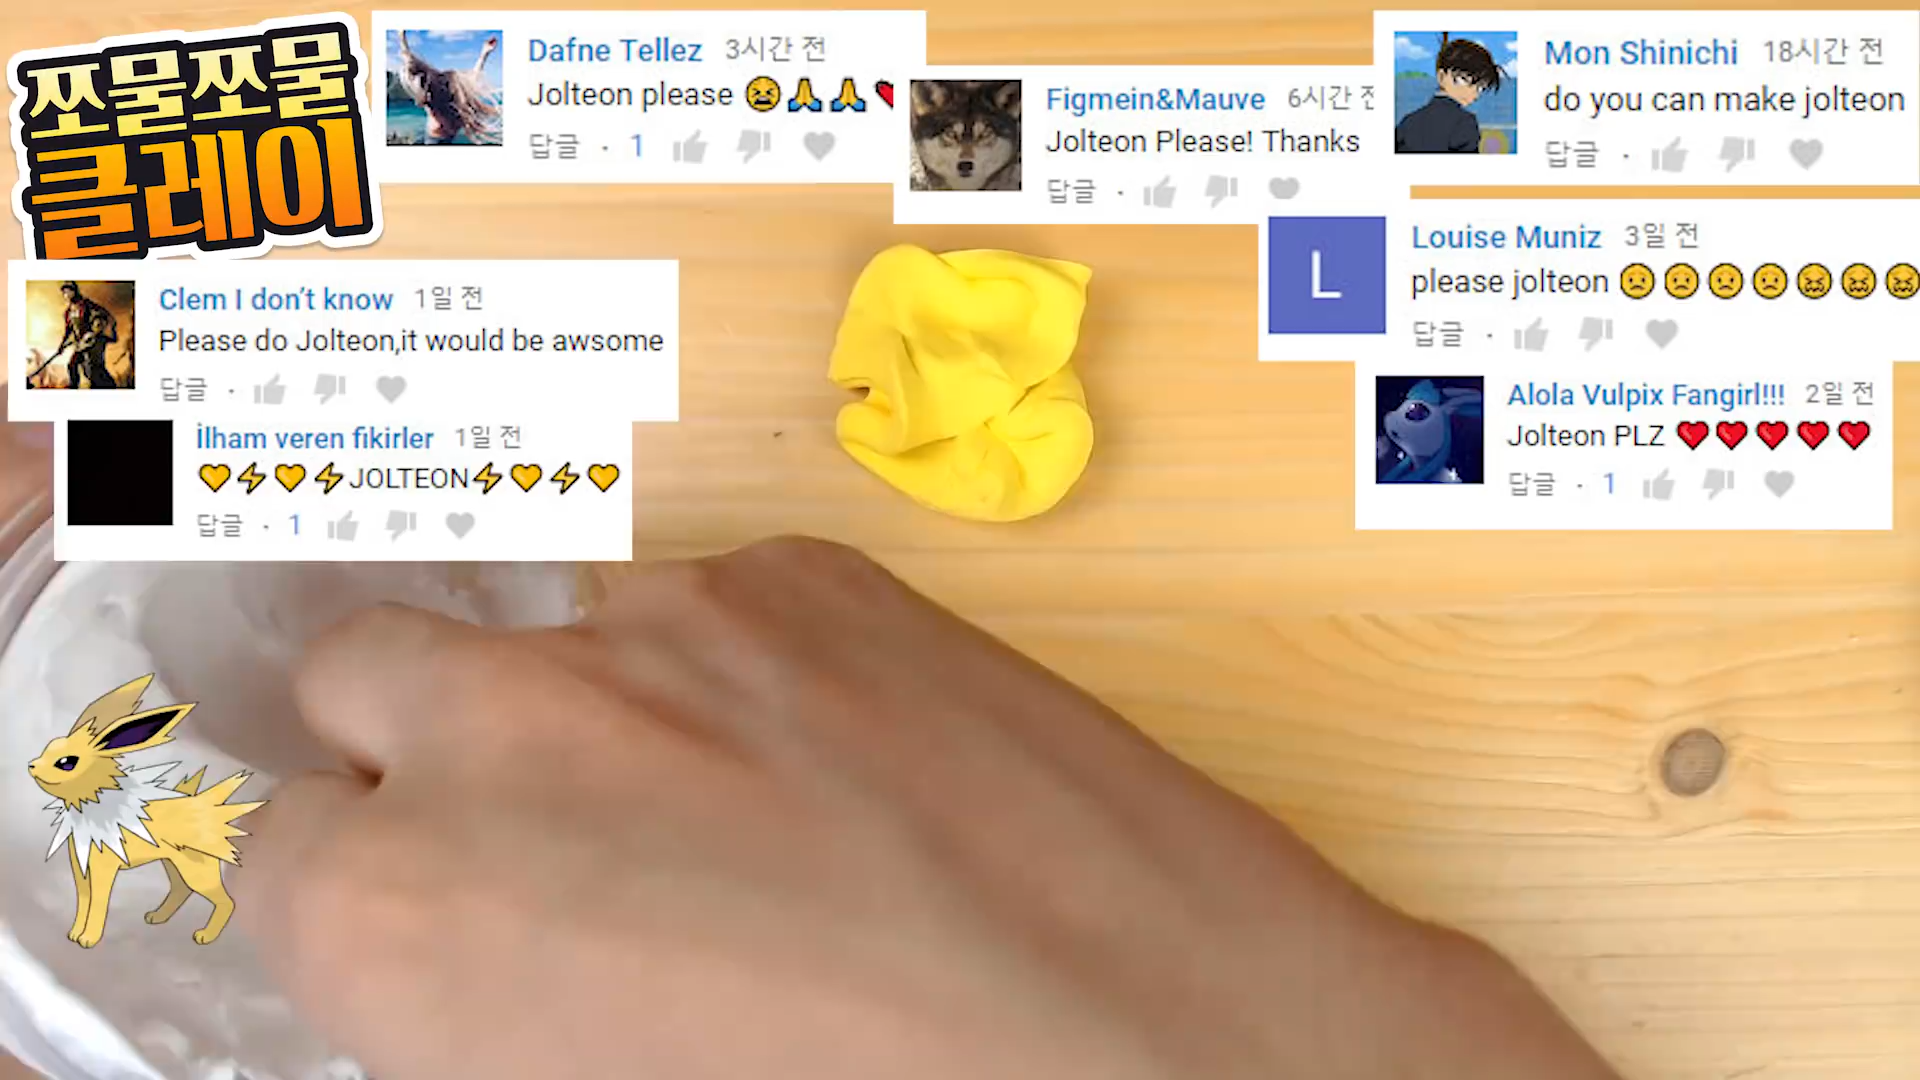 쪼물쪼물
클레이
Dafne Tellez 3시간 전
Jolteon please 😫🙏🙏❤
답글 · 1
Figmein&Mauve 6시간 전
Jolteon Please! Thanks
답글 ·
Mon Shinichi 18시간 전
do you can make jolteon
답글 ·
L
Louise Muniz 3일 전
please jolteon 😟😟😟😟😖😖😖
답글 ·
Alola Vulpix Fangirl!!! 2일 전
Jolteon PLZ ❤❤❤❤❤
답글 · 1
Clem I don't know 1일 전
Please do Jolteon,it would be awsome
답글 ·
İlham veren fikirler 1일 전
💛⚡💛⚡JOLTEON⚡💛⚡💛
답글 · 1